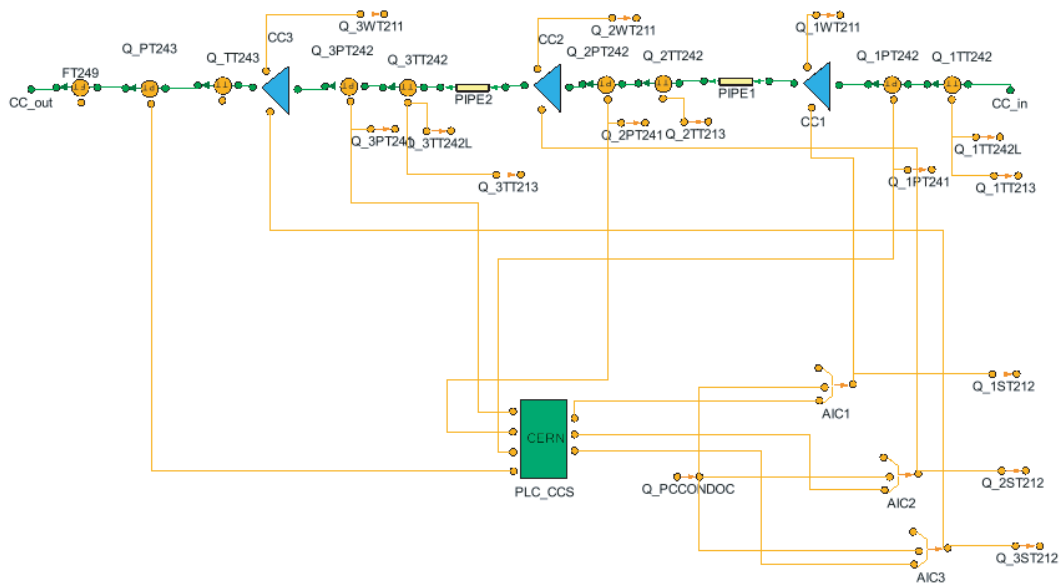 Q_3WT211
Q_2WT211
Q_1WT211
Q_PT243
Q_TT243
CC3
Q_3PT242
Q_3TT242
CC2
Q_2PT242
Q_2TT242
Q_1PT242
Q_1TT242
FT249
CC_out
PIPE2
PIPE1
CC1
CC_in
Q_3PT241
Q_3TT242L
Q_2PT241
Q_2TT213
Q_1TT242L
Q_3TT213
Q_1PT241
Q_1TT213
CERN
PLC_CCS
AIC1
Q_1ST212
Q_PCCONDOC
AIC2
Q_2ST212
AIC3
Q_3ST212